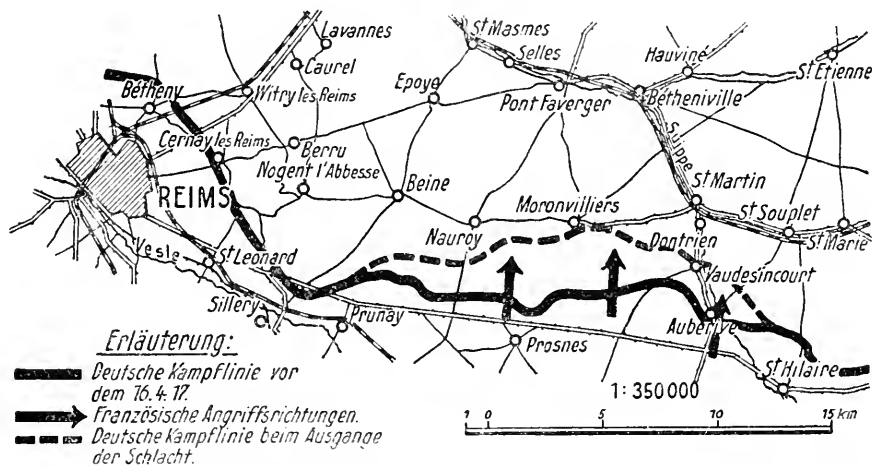 Lavannes
St Masmes
Selles
Hauviné
St Etienne
Caurel
Bétheny
Witry les Reims
Epoye
Pont Faverger
Bétheniville
Cernay les Reims
Berru
Nogent l'Abbesse
Suippe
REIMS
Beine
Moronvilliers
St Martin
St Souplet
St Marie
Nauroy
Dontrien
Vesle
St Leonard
Vaudesincourt
Sillery
Prunay
Auberive
Prosnes
St Hilaire
Erläuterung:
Deutsche Kampflinie vor
dem 16.4.17.
Französische Angriffsrichtungen.
Deutsche Kampflinie beim Ausgange
der Schlacht.
1:350000
1 0 5 10 15 km